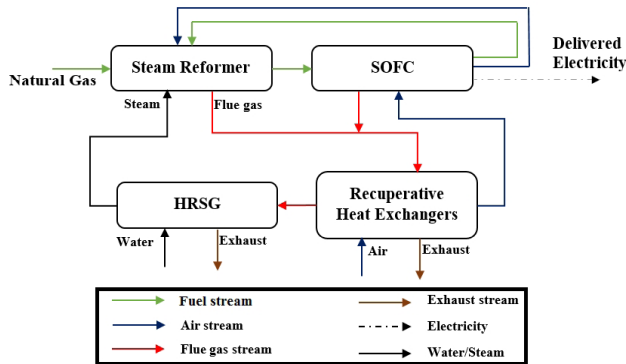 Delivered
Electricity
Natural Gas
Steam Reformer
SOFC
Steam
Flue gas
HRSG
Recuperative
Heat Exchangers
Water
Exhaust
Air
Exhaust
Fuel stream
Exhaust stream
Air stream
Electricity
Flue gas stream
Water/Steam